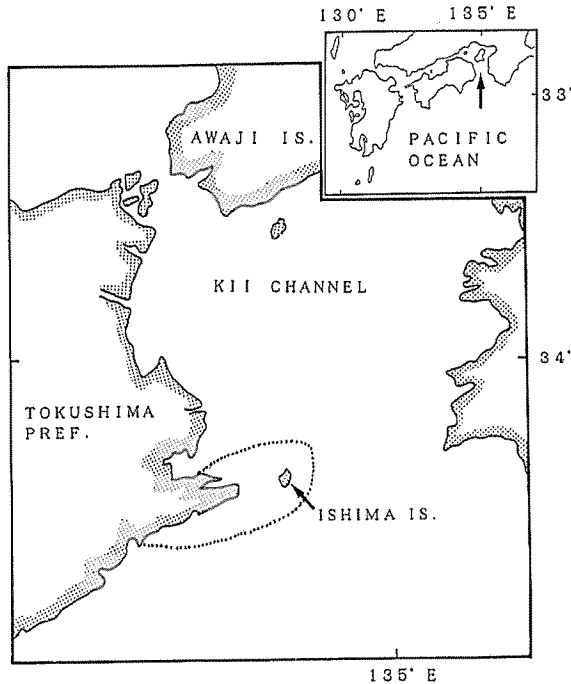 130° E
135° E
33°
PACIFIC
OCEAN
AWAJI IS.
KII CHANNEL
34°
TOKUSHIMA
PREF.
ISHIMA IS.
135° E